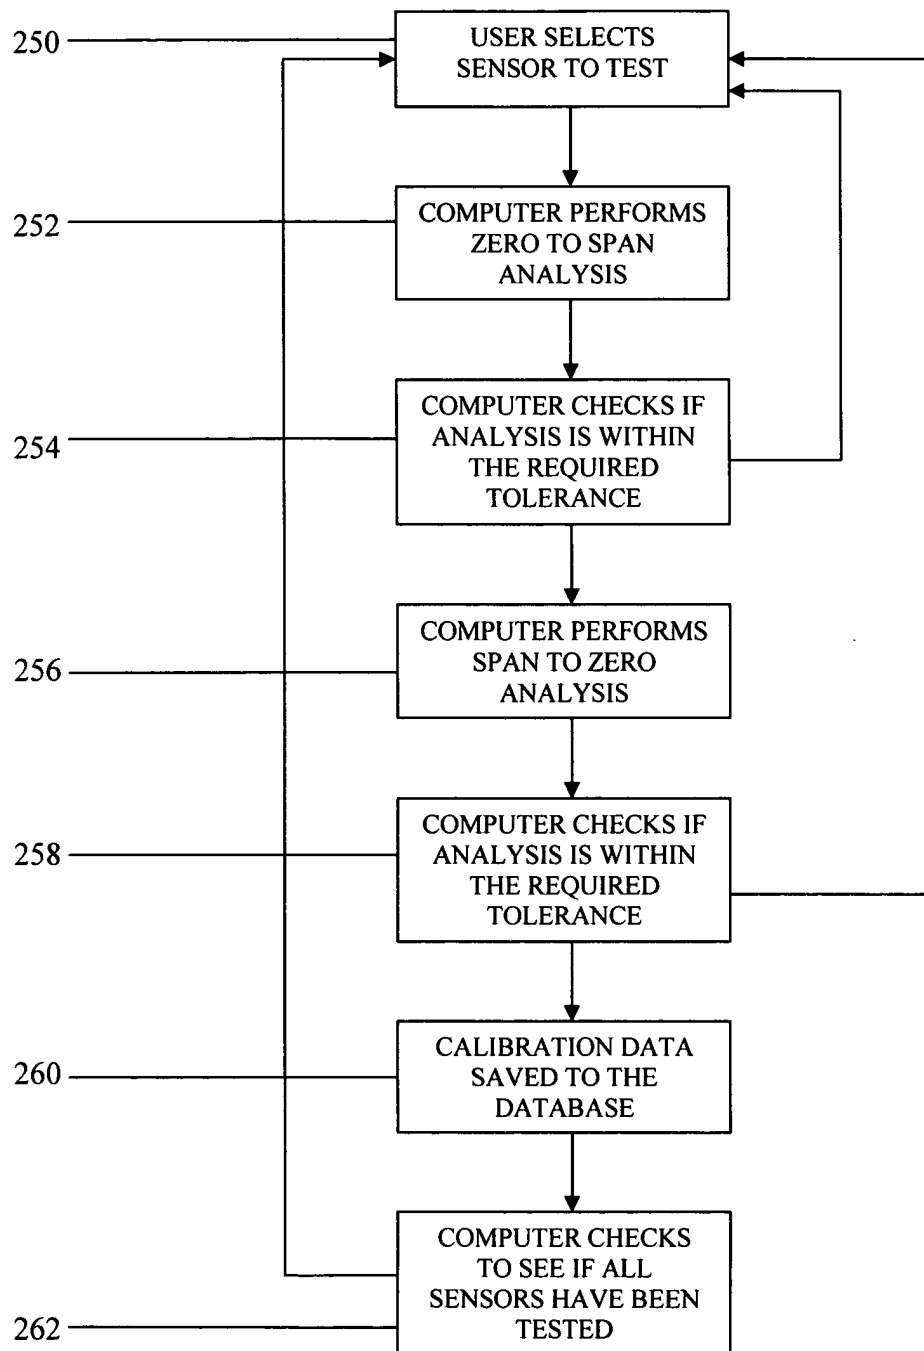 250
USER SELECTS
SENSOR TO TEST
252
COMPUTER PERFORMS
ZERO TO SPAN
ANALYSIS
254
COMPUTER CHECKS IF
ANALYSIS IS WITHIN
THE REQUIRED
TOLERANCE
256
COMPUTER PERFORMS
SPAN TO ZERO
ANALYSIS
258
COMPUTER CHECKS IF
ANALYSIS IS WITHIN
THE REQUIRED
TOLERANCE
260
CALIBRATION DATA
SAVED TO THE
DATABASE
262
COMPUTER CHECKS
TO SEE IF ALL
SENSORS HAVE BEEN
TESTED